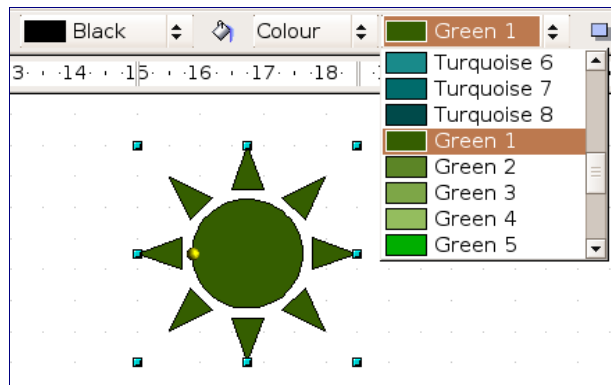 Black Colour Green 1
3 14 15 16 17 18
Turquoise 6
Turquoise 7
Turquoise 8
Green 1
Green 2
Green 3
Green 4
Green 5